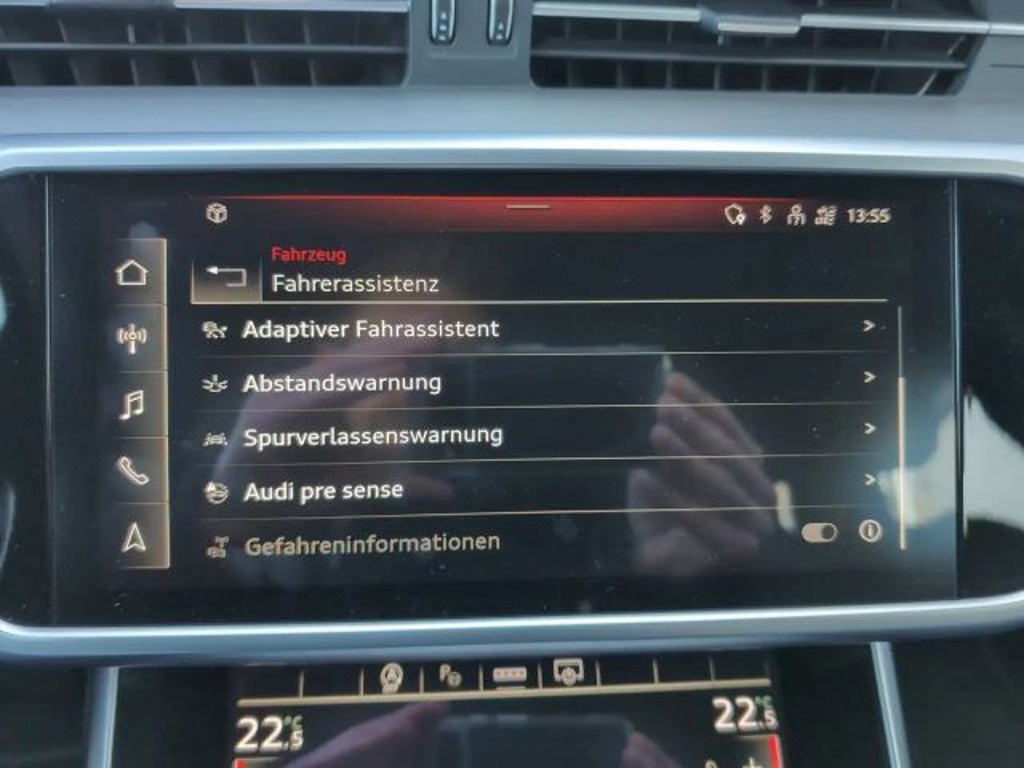 13:55
Fahrzeug
Fahrerassistenz
Adaptiver Fahrassistent
Abstandswarnung
Spurverlassenswarnung
Audi pre sense
Gefahreninformationen
22,5 °C
22,5 °C